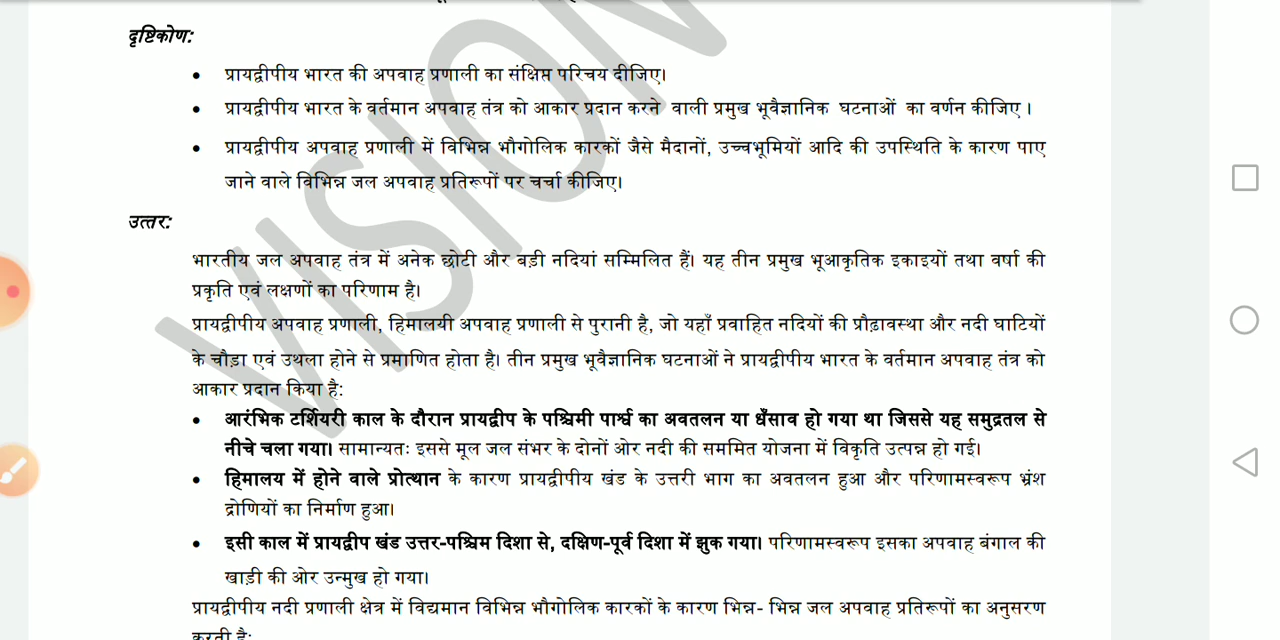 दृष्टिकोण:
• प्रायद्वीपीय भारत की अपवाह प्रणाली का संक्षिप्त परिचय दीजिए।
• प्रायद्वीपीय भारत के वर्तमान अपवाह तंत्र को आकार प्रदान करने वाली प्रमुख भूवैज्ञानिक घटनाओं का वर्णन कीजिए ।
• प्रायद्वीपीय अपवाह प्रणाली में विभिन्न भौगोलिक कारकों जैसे मैदानों, उच्चभूमियों आदि की उपस्थिति के कारण पाए
जाने वाले विभिन्न जल अपवाह प्रतिरूपों पर चर्चा कीजिए।
उत्तर:
भारतीय जल अपवाह तंत्र में अनेक छोटी और बड़ी नदियां सम्मिलित हैं। यह तीन प्रमुख भूआकृतिक इकाइयों तथा वर्षा की
प्रकृति एवं लक्षणों का परिणाम है।
प्रायद्वीपीय अपवाह प्रणाली, हिमालयी अपवाह प्रणाली से पुरानी है, जो यहाँ प्रवाहित नदियों की प्रौढ़ावस्था और नदी घाटियों
के चौड़ा एवं उथला होने से प्रमाणित होता है। तीन प्रमुख भूवैज्ञानिक घटनाओं ने प्रायद्वीपीय भारत के वर्तमान अपवाह तंत्र को
आकार प्रदान किया है:
• आरंभिक टर्शियरी काल के दौरान प्रायद्वीप के पश्चिमी पार्श्व का अवतलन या धँसाव हो गया था जिससे यह समुद्रतल से
नीचे चला गया। सामान्यतः इससे मूल जल संभर के दोनों ओर नदी की सममित योजना में विकृति उत्पन्न हो गई।
• हिमालय में होने वाले प्रोत्थान के कारण प्रायद्वीपीय खंड के उत्तरी भाग का अवतलन हुआ और परिणामस्वरूप भ्रंश
द्रोणियों का निर्माण हुआ।
• इसी काल में प्रायद्वीप खंड उत्तर-पश्चिम दिशा से, दक्षिण-पूर्व दिशा में झुक गया। परिणामस्वरूप इसका अपवाह बंगाल की
खाड़ी की ओर उन्मुख हो गया।
प्रायद्वीपीय नदी प्रणाली क्षेत्र में विद्यमान विभिन्न भौगोलिक कारकों के कारण भिन्न- भिन्न जल अपवाह प्रतिरूपों का अनुसरण
करती है:
VISION